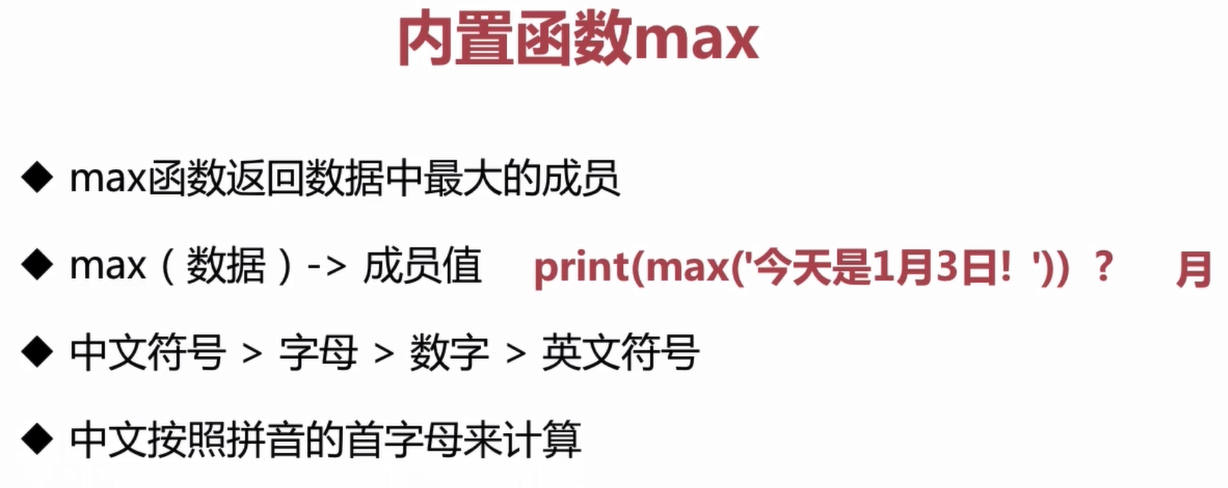 内置函数max
◆ max函数返回数据中最大的成员
◆ max（数据）-> 成员值 print(max('今天是1月3日！')) ? 月
◆ 中文符号 > 字母 > 数字 > 英文符号
◆ 中文按照拼音的首字母来计算